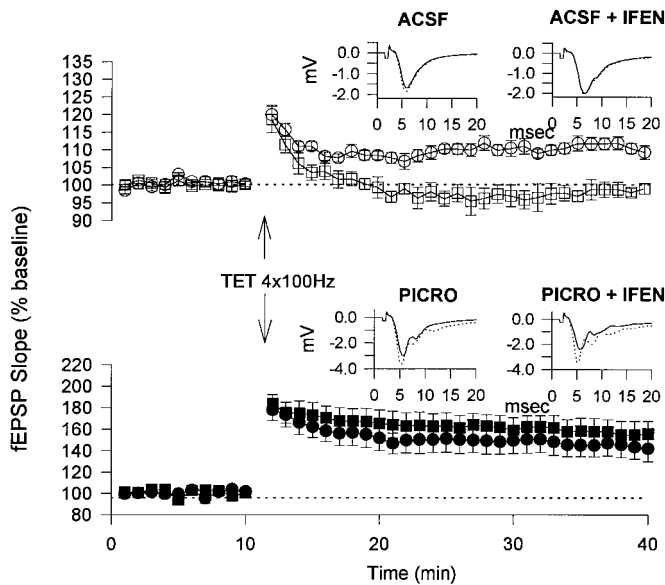 ACSF
ACSF + IFEN
mV
0.0
-1.0
-2.0
0 5 10 15 20
0.0
-1.0
-2.0
0 5 10 15 20
msec
135
130
125
120
115
110
105
100
95
90
TET 4x100Hz
fEPSP Slope (% baseline)
PICRO
PICRO + IFEN
mV
0.0
-2.0
-4.0
0 5 10 15 20
0.0
-2.0
-4.0
0 5 10 15 20
msec
220
200
180
160
140
120
100
80
0 10 20 30 40
Time (min)